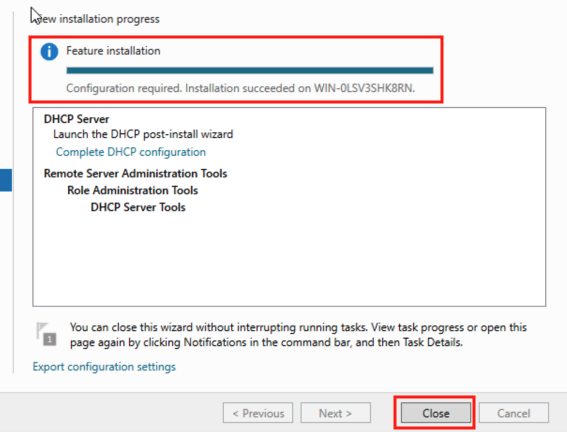 View installation progress
Feature installation
Configuration required. Installation succeeded on WIN-0LSV3SHK8RN.
DHCP Server
Launch the DHCP post-install wizard
Complete DHCP configuration
Remote Server Administration Tools
Role Administration Tools
DHCP Server Tools
1
You can close this wizard without interrupting running tasks. View task progress or open this
page again by clicking Notifications in the command bar, and then Task Details.
Export configuration settings
< Previous
Next >
Close
Cancel